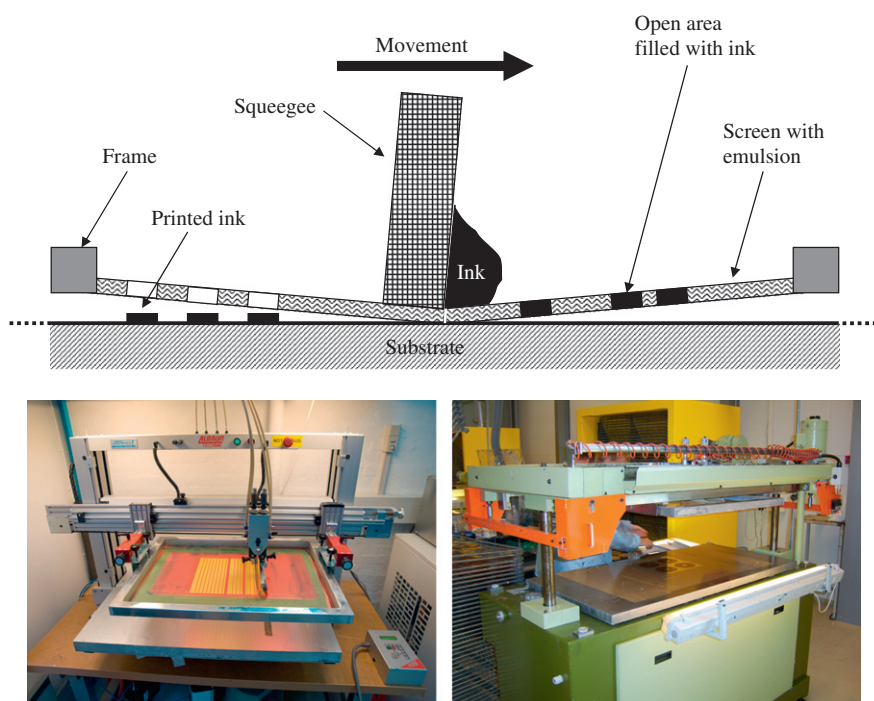 Movement
Open area
filled with ink
Squeegee
Screen with
emulsion
Frame
Printed ink
Ink
Substrate